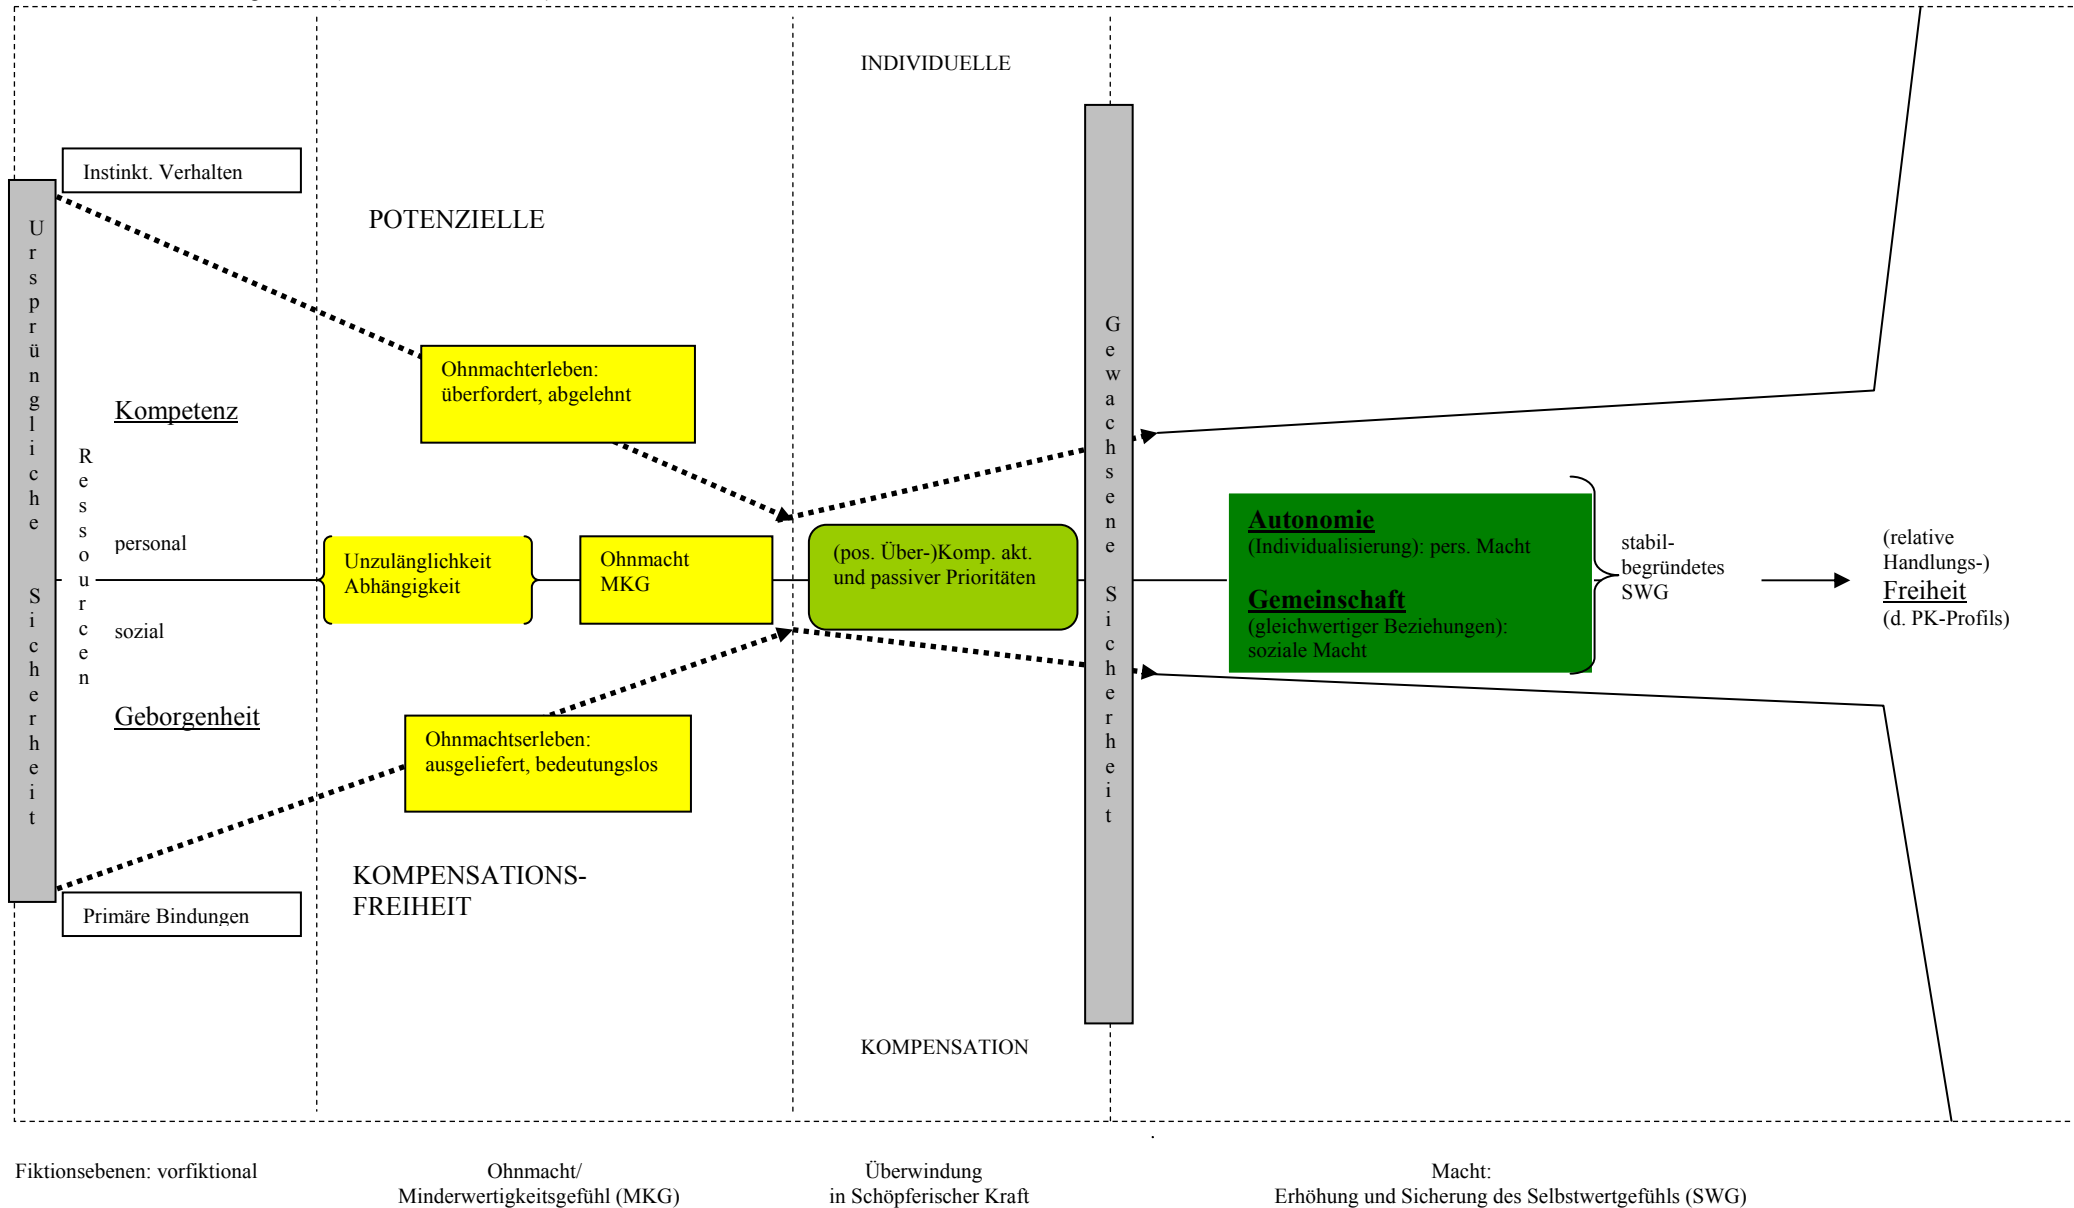 INDIVIDUELLE
Instinkt. Verhalten
POTENZIELLE
Ursprüngliche Sicherheit
Gewachsene Sicherheit
Ohnmachterleben:
überfordert, abgelehnt
Kompetenz
Ressourcen
personal
sozial
Geborgenheit
Unzulänglichkeit
Abhängigkeit
Ohnmacht
MKG
(pos. Über-)Komp. akt.
und passiver Prioritäten
Autonomie
(Individualisierung): pers. Macht
Gemeinschaft
(gleichwertiger Beziehungen):
soziale Macht
stabil-
begründetes
SWG
(relative
Handlungs-)
Freiheit
(d. PK-Profils)
Ohnmachtserleben:
ausgeliefert, bedeutungslos
KOMPENSATIONS-
FREIHEIT
Primäre Bindungen
KOMPENSATION
.
Fiktionsebenen: vorfiktional
Ohnmacht/
Minderwertigkeitsgefühl (MKG)
Überwindung
in Schöpferischer Kraft
Macht:
Erhöhung und Sicherung des Selbstwertgefühls (SWG)